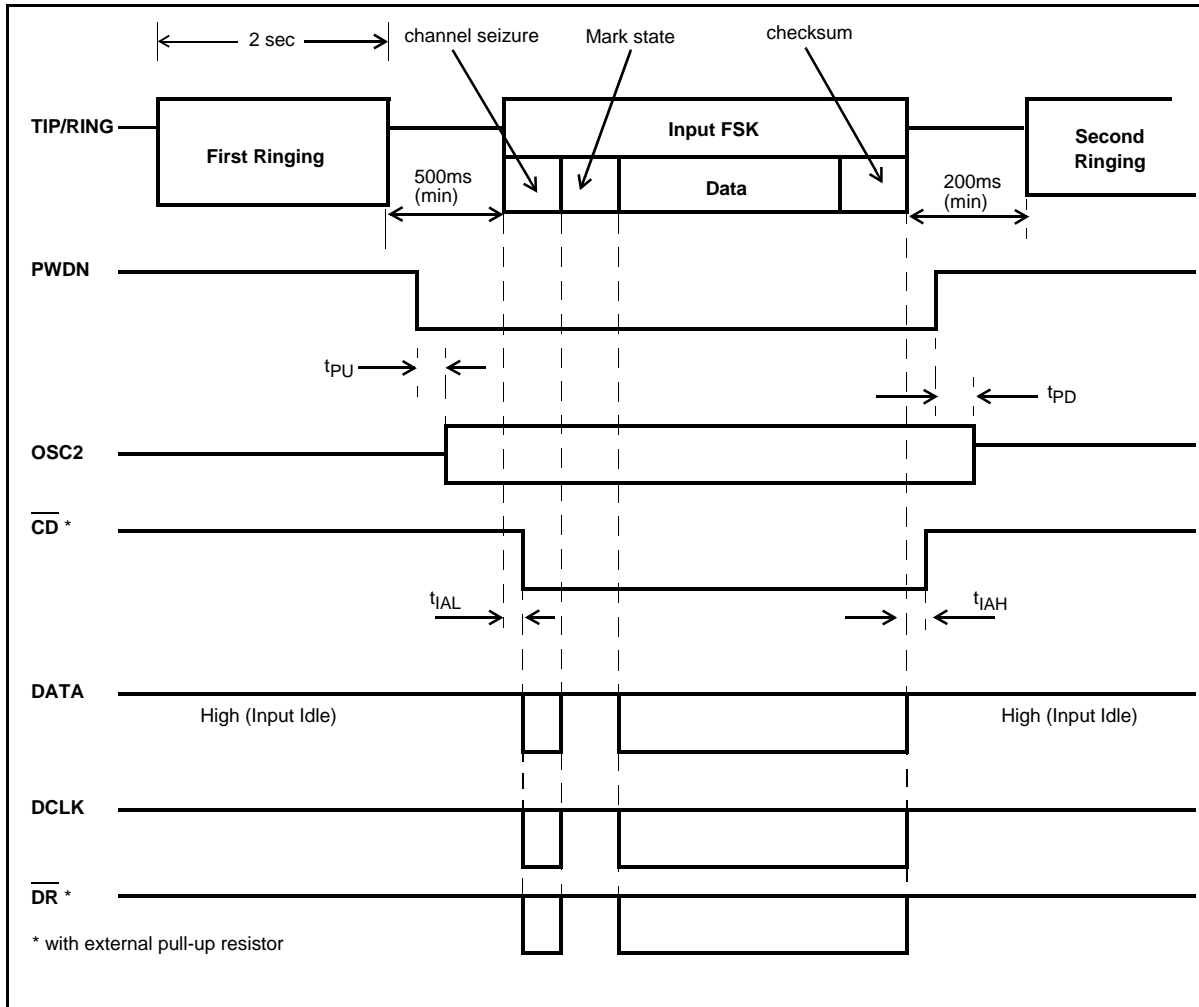 2 sec
channel seizure
Mark state
checksum
TIP/RING
First Ringing
Input FSK
Second
Ringing
500ms
(min)
Data
200ms
(min)
PWDN
tPU
tPD
OSC2
CD *
tIAL
tIAH
DATA
High (Input Idle)
High (Input Idle)
DCLK
DR *
* with external pull-up resistor